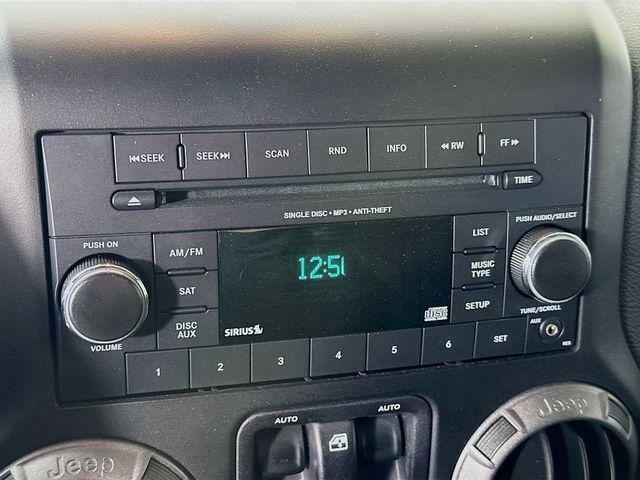 ⏮SEEK SEEK⏭ SCAN RND INFO ◀◀RW FF▶▶
TIME
SINGLE DISC • MP3 • ANTI-THEFT
PUSH ON
VOLUME
AM/FM
SAT
DISC
AUX
12:51
SIRIUS
LIST
MUSIC
TYPE
SETUP
PUSH AUDIO/SELECT
TUNE/SCROLL
AUX
1 2 3 4 5 6 SET
AUTO AUTO
Jeep
Jeep